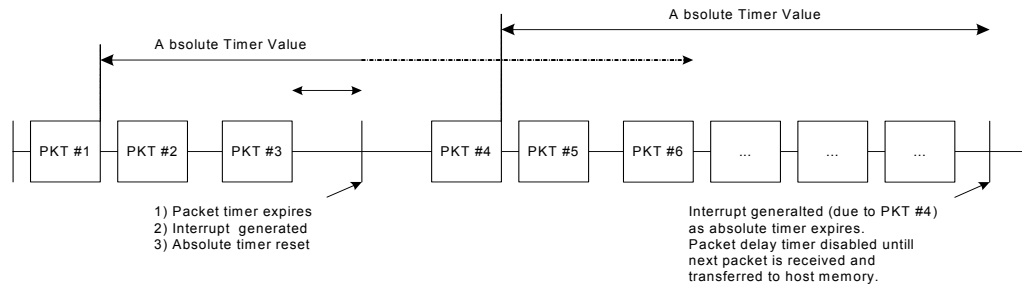 A bsolute Timer Value
A bsolute Timer Value
PKT #1
PKT #2
PKT #3
PKT #4
PKT #5
PKT #6
...
...
...
1) Packet timer expires
2) Interrupt generated
3) Absolute timer reset
Interrupt generalted (due to PKT #4)
as absolute timer expires.
Packet delay timer disabled untill
next packet is received and
transferred to host memory.